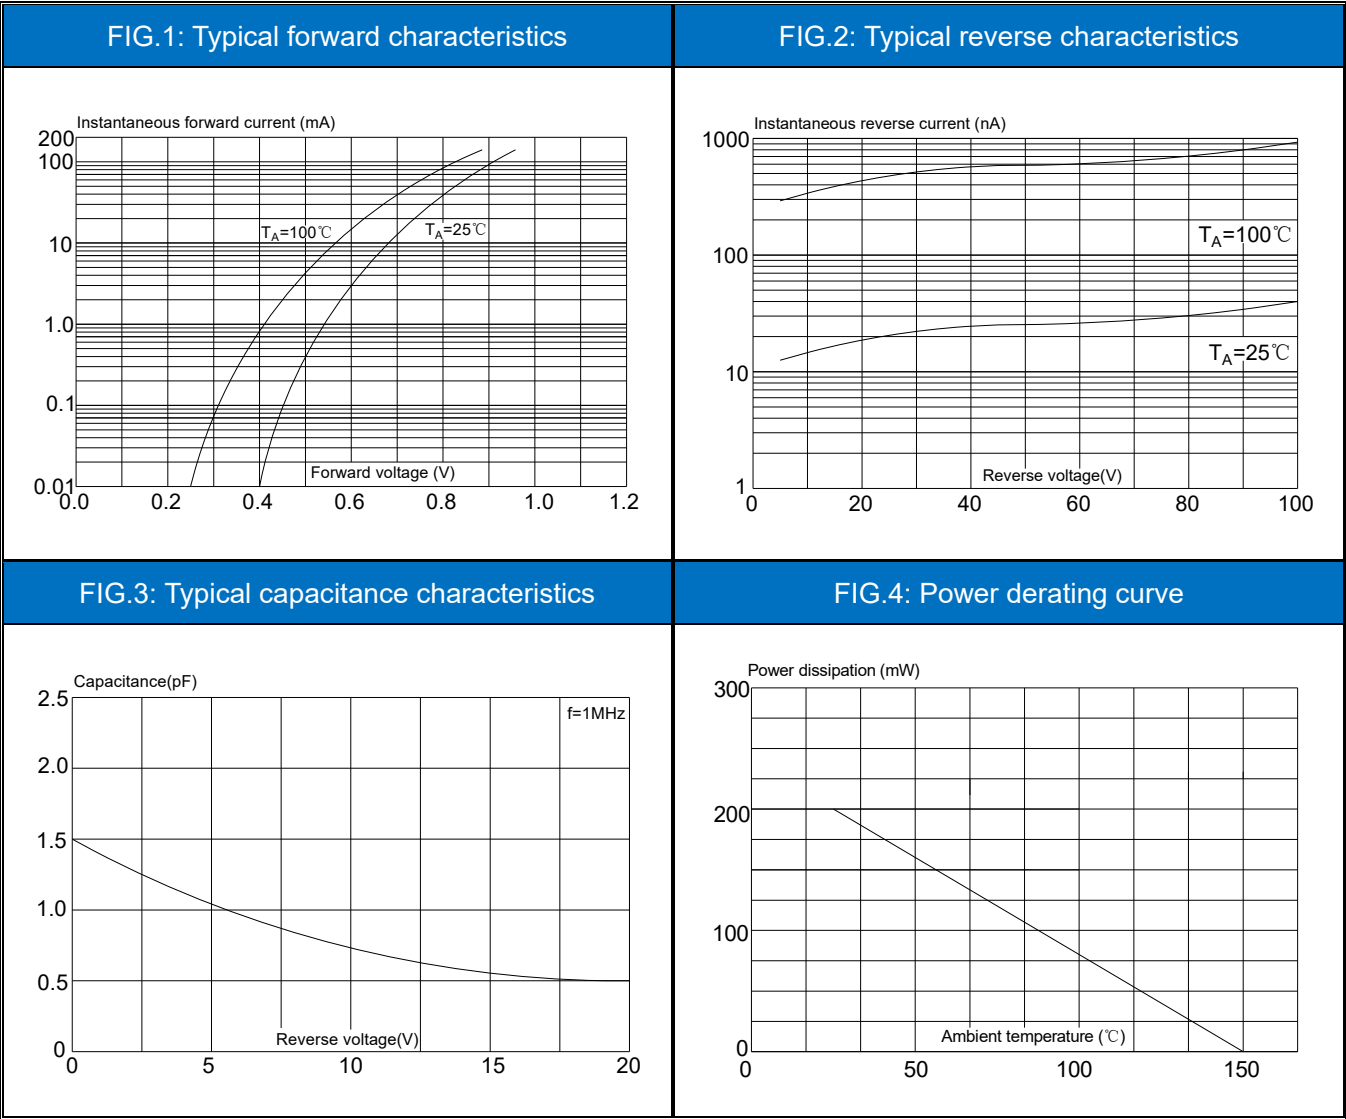 FIG.1: Typical forward characteristics
Instantaneous forward current (mA)
200
100
10
1.0
0.1
0.01
TA=100℃
TA=25℃
Forward voltage (V)
0.0 0.2 0.4 0.6 0.8 1.0 1.2
FIG.2: Typical reverse characteristics
Instantaneous reverse current (nA)
1000
100
10
1
TA=100℃
TA=25℃
Reverse voltage(V)
0 20 40 60 80 100
FIG.3: Typical capacitance characteristics
Capacitance(pF)
2.5
f=1MHz
2.0
1.5
1.0
0.5
0
Reverse voltage(V)
0 5 10 15 20
FIG.4: Power derating curve
Power dissipation (mW)
300
200
100
0
Ambient temperature (℃)
0 50 100 150